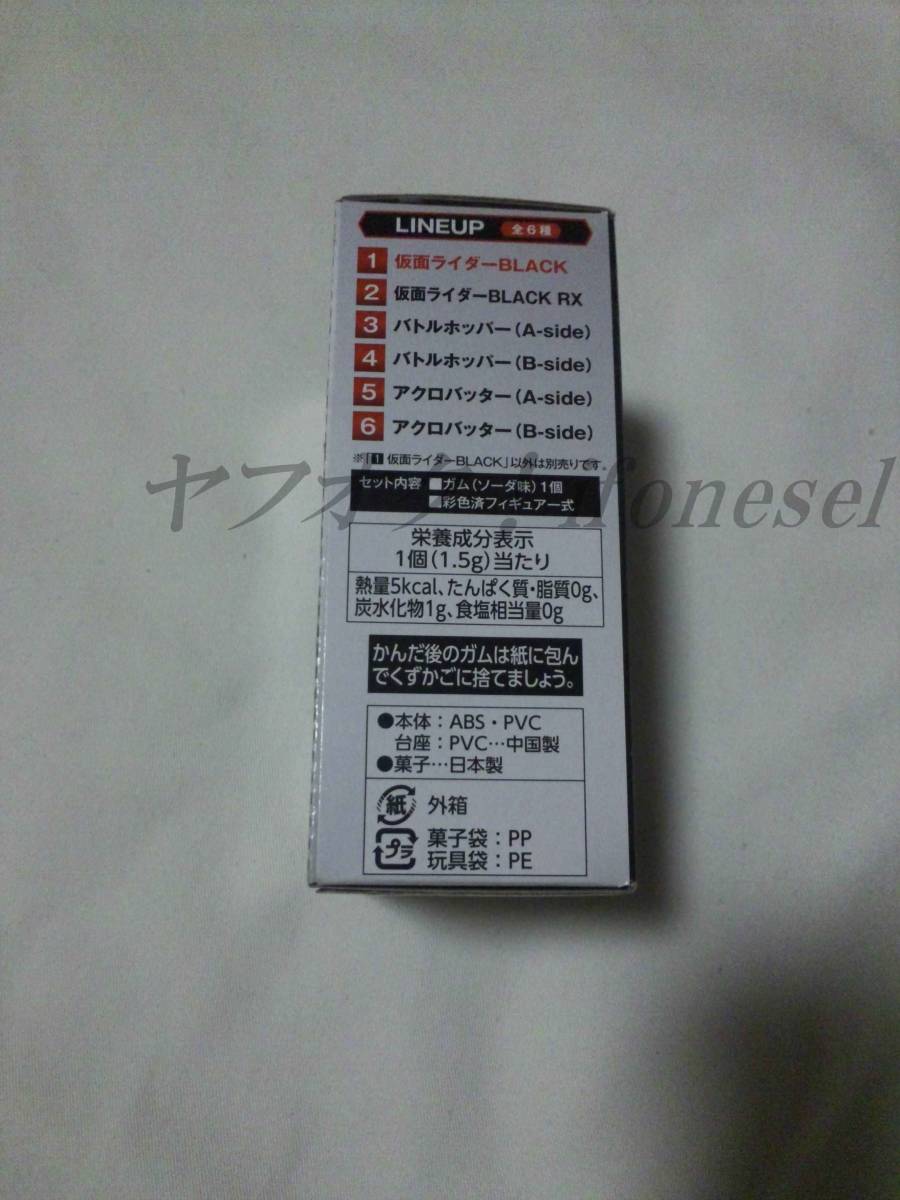 LINEUP 全6種
1 仮面ライダーBLACK
2 仮面ライダーBLACK RX
3 バトルホッパー(A-side)
4 バトルホッパー(B-side)
5 アクロバッター(A-side)
6 アクロバッター(B-side)
※「1 仮面ライダーBLACK」以外は別売りです。
セット内容 ■ガム(ソーダ味)1個
■彩色済フィギュアー式
ヤフオク！ifonesel
栄養成分表示
1個(1.5g)当たり
熱量5kcal、たんぱく質・脂質0g、
炭水化物1g、食塩相当量0g
かんだ後のガムは紙に包ん
でくずかごに捨てましょう。
●本体：ABS・PVC
台座：PVC…中国製
●菓子…日本製
紙 外箱
プラ 菓子袋：PP
玩具袋：PE